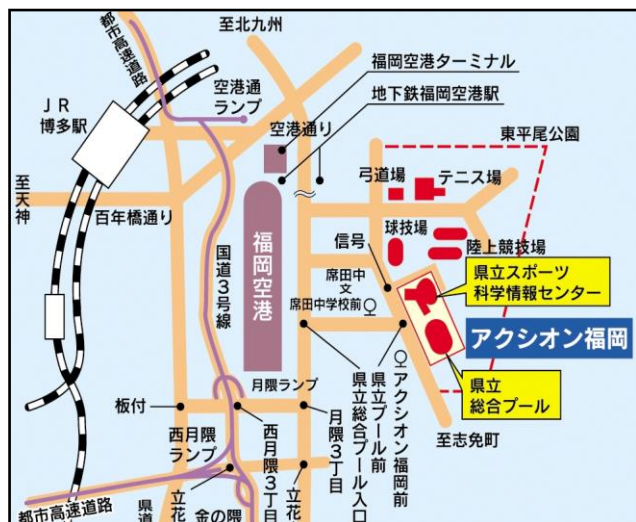 都市高速道路
至北九州
福岡空港ターミナル
地下鉄福岡空港駅
JR
博多駅
空港通
ランプ
空港通り
東平尾公園
弓道場
テニス場
至天神
百年橋通り
国道3号線
福岡空港
球技場
陸上競技場
信号
席田中
文
席田中学校前
県立スポーツ
科学情報センター
アクシオン福岡
県立
総合プール
アクシオン福岡前
県立プール前
県立総合プール入口
至志免町
月隈ランプ
板付
西月隈
ランプ
西月隈3丁目
月隈3丁目
立花
立花
都市高速道路
県道
金の隈